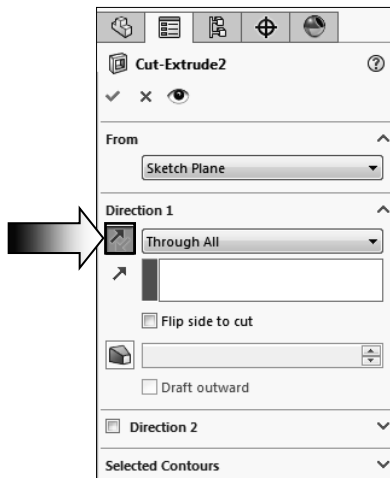 Cut-Extrude2
From
Sketch Plane
Direction 1
Through All
Flip side to cut
Draft outward
Direction 2
Selected Contours